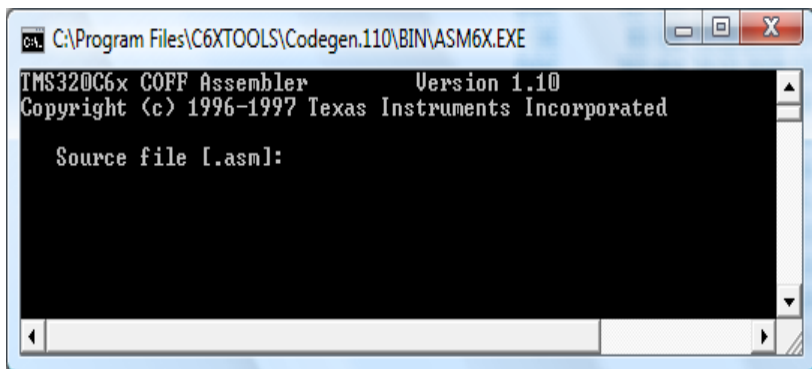 C:\Program Files\C6XTOOLS\Codegen.110\BIN\ASM6X.EXE
TMS320C6x COFF Assembler Version 1.10
Copyright (c) 1996-1997 Texas Instruments Incorporated
Source file [.asm]: